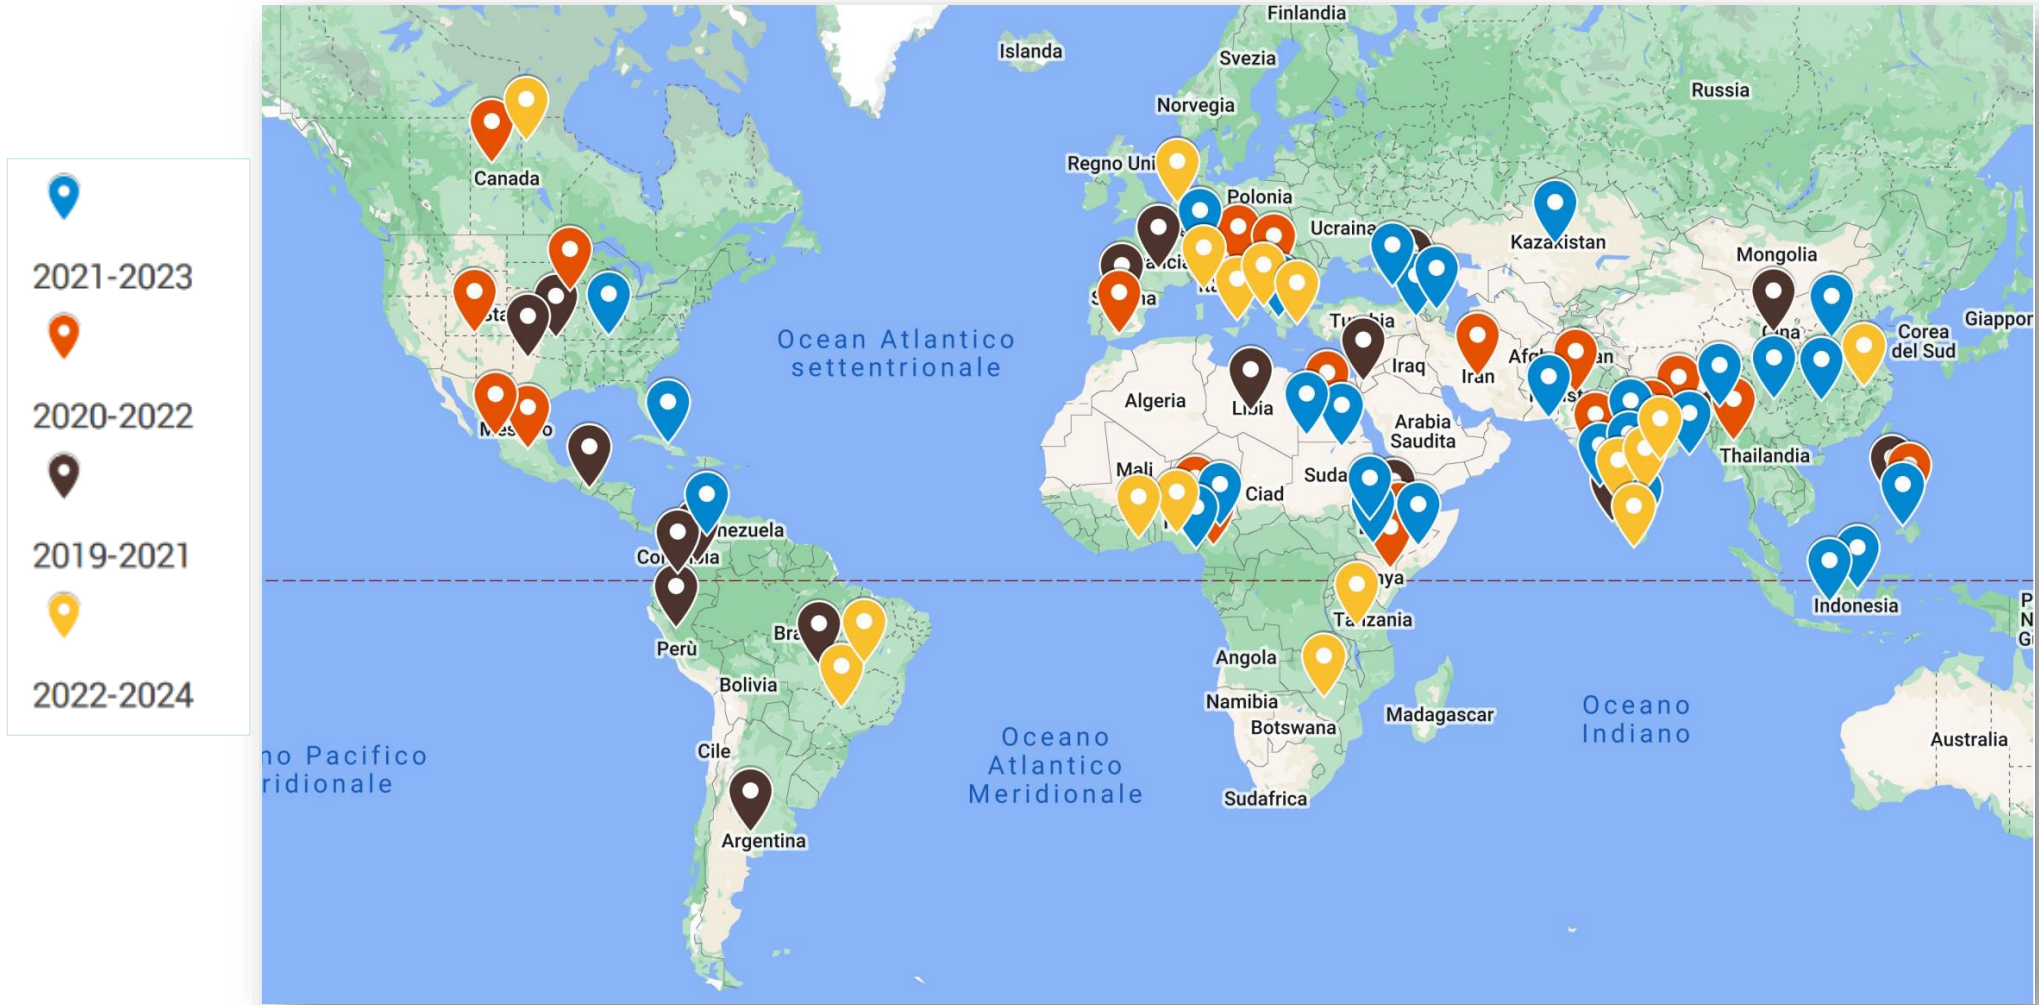 2021-2023
2020-2022
2019-2021
2022-2024
Finlandia
Islanda
Svezia
Russia
Norvegia
Regno Uni
Canada
Polonia
Ucraina
Kazakistan
Mongolia
Giappor
Corea
del Sud
Ocean Atlantico
settentrionale
Iraq
Iran
Algeria
Libia
Arabia
Saudita
Thailandia
Mali
Suda
Ciad
nezuela
Indonesia
Tanzania
Perù
Angola
Bolivia
Namibia
Madagascar
Botswana
Oceano
Indiano
Oceano
Atlantico
Meridionale
Cile
Australia
no Pacifico
ridionale
Sudafrica
Argentina